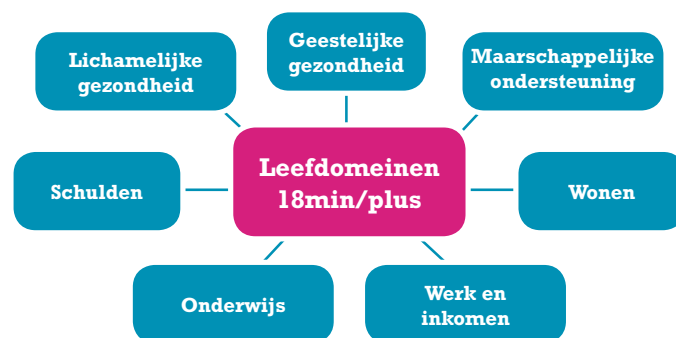 Geestelijke
gezondheid
Lichamelijke
gezondheid
Maarschappelijke
ondersteuning
Leefdomeinen
18min/plus
Schulden
Wonen
Onderwijs
Werk en
inkomen